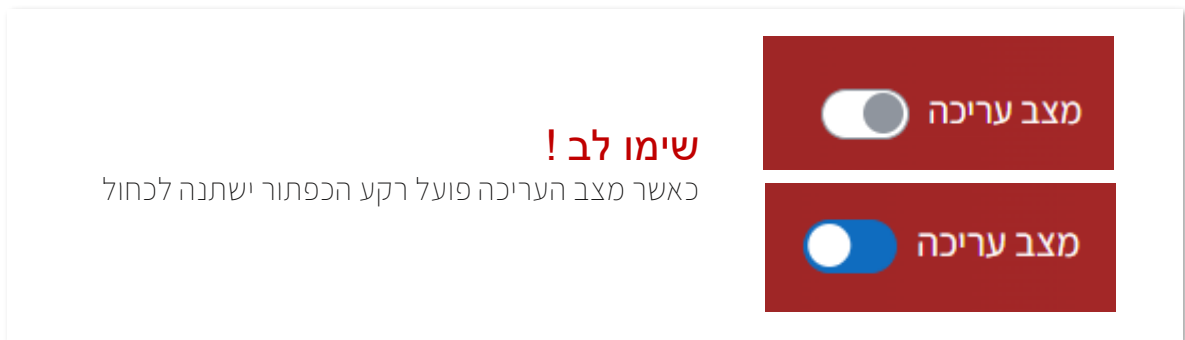 מצב עריכה
שימו לב !
כאשר מצב העריכה פועל רקע הכפתור ישתנה לכחול
מצב עריכה